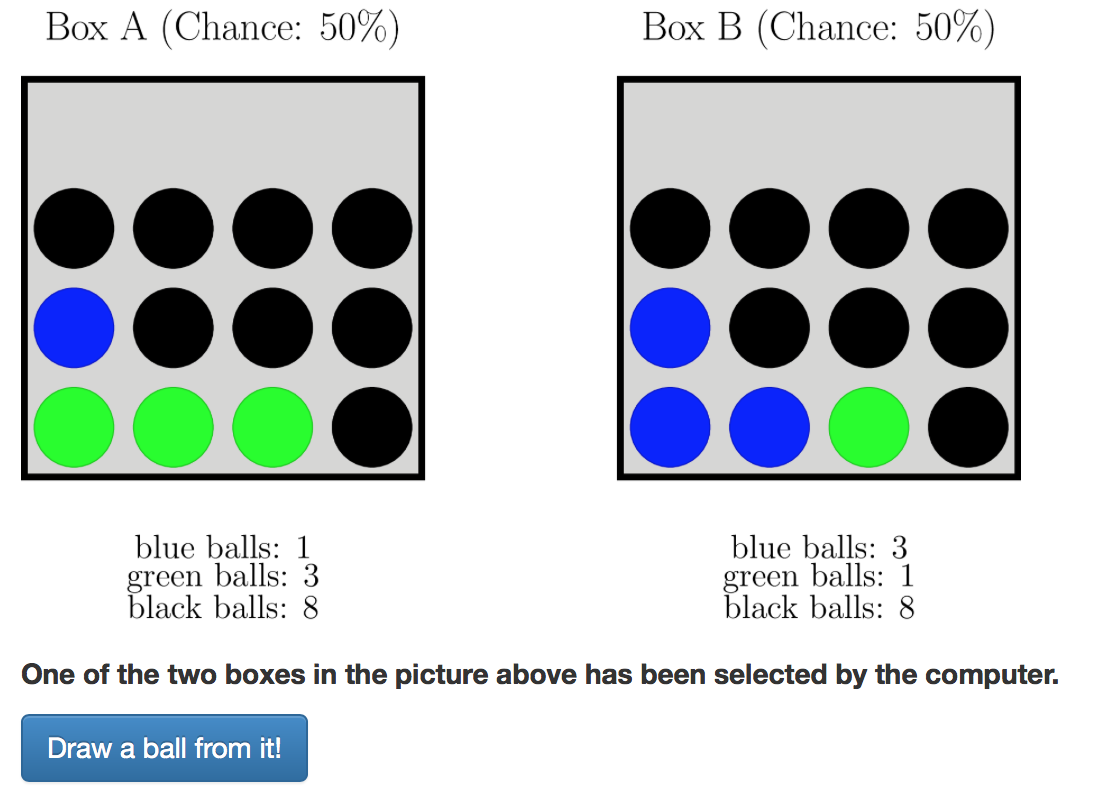 Box A (Chance: 50%)
Box B (Chance: 50%)
blue balls: 1
green balls: 3
black balls: 8
blue balls: 3
green balls: 1
black balls: 8
One of the two boxes in the picture above has been selected by the computer.
Draw a ball from it!